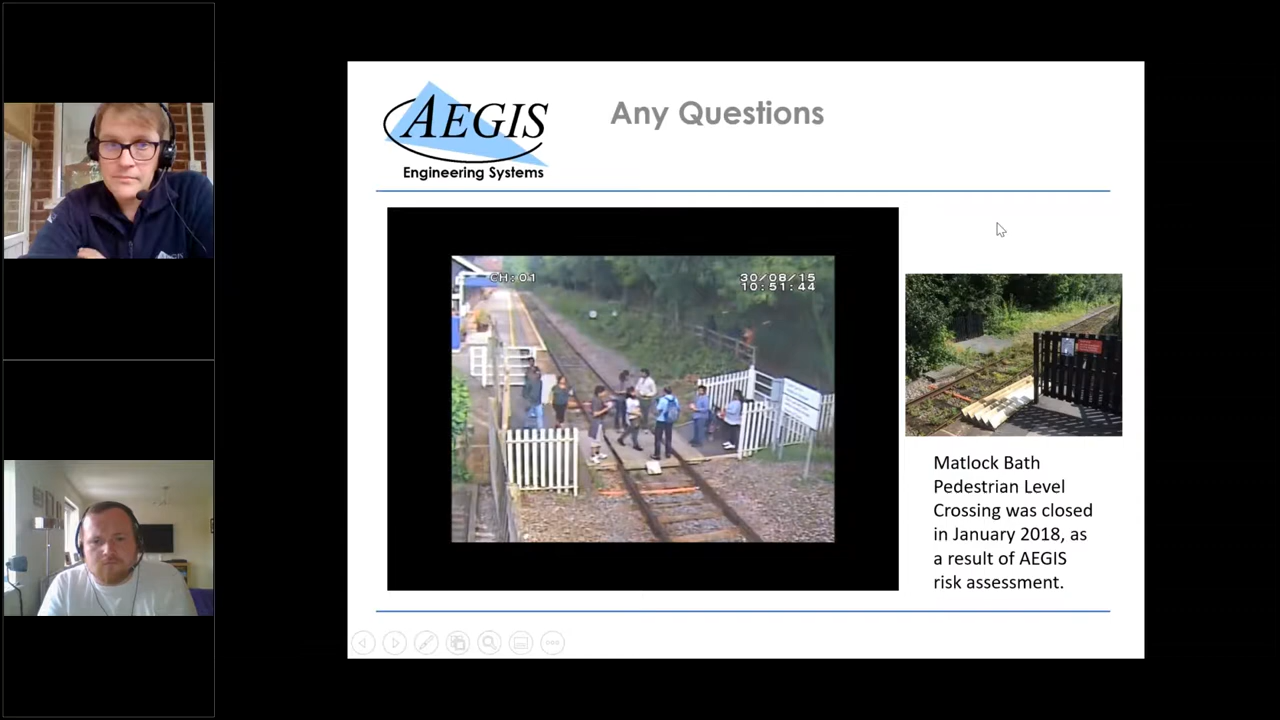 AEGIS
Engineering Systems
Any Questions
CH:01
30/08/15
10:51:44
Matlock Bath
Pedestrian Level
Crossing was closed
in January 2018, as
a result of AEGIS
risk assessment.